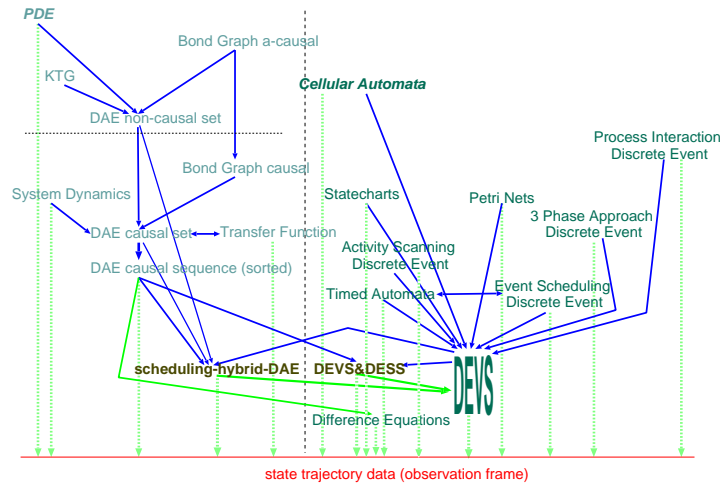 PDE
Bond Graph a-causal
KTG
Cellular Automata
DAE non-causal set
Process Interaction
Discrete Event
Bond Graph causal
System Dynamics
Statecharts
Petri Nets
3 Phase Approach
Discrete Event
DAE causal set
Transfer Function
Activity Scanning
Discrete Event
DAE causal sequence (sorted)
Timed Automata
Event Scheduling
Discrete Event
scheduling-hybrid-DAE
DEVS&DESS
DEVS
Difference Equations
state trajectory data (observation frame)